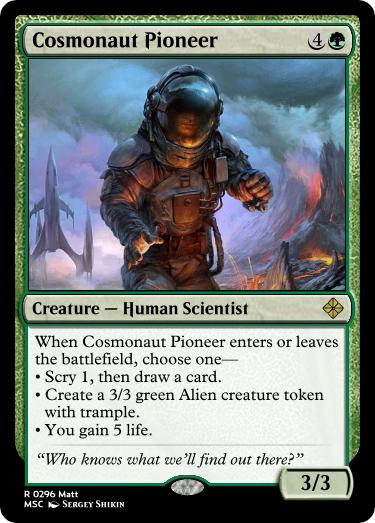 Cosmonaut Pioneer 4
Creature — Human Scientist
When Cosmonaut Pioneer enters or leaves
the battlefield, choose one—
• Scry 1, then draw a card.
• Create a 3/3 green Alien creature token
with trample.
• You gain 5 life.
“Who knows what we’ll find out there?”
3/3
R 0296 Matt
MSC Sergey Shikin